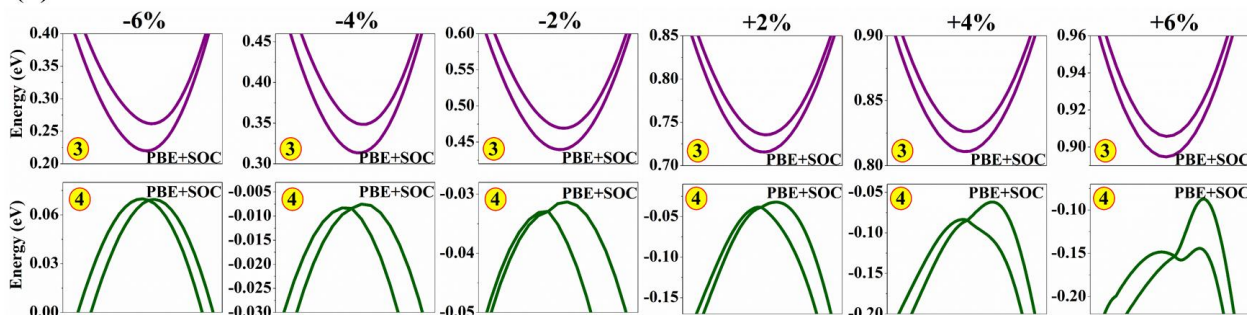 -6% -4% -2% +2% +4% +6%
Energy (eV)
0.40 0.35 0.30 0.25 0.20
0.45 0.40 0.35 0.30
0.60 0.55 0.50 0.45
0.85 0.80 0.75 0.70
0.90 0.85 0.80
0.96 0.94 0.92 0.90
3 PBE+SOC 3 PBE+SOC 3 PBE+SOC 3 PBE+SOC 3 PBE+SOC 3 PBE+SOC
Energy (eV)
4 PBE+SOC 4 PBE+SOC 4 PBE+SOC 4 PBE+SOC 4 PBE+SOC 4 PBE+SOC
0.06 0.03 0.00
-0.005 -0.010 -0.015 -0.020 -0.025 -0.030
-0.03 -0.04 -0.05
-0.05 -0.10 -0.15
-0.05 -0.10 -0.15 -0.20
-0.10 -0.15 -0.20